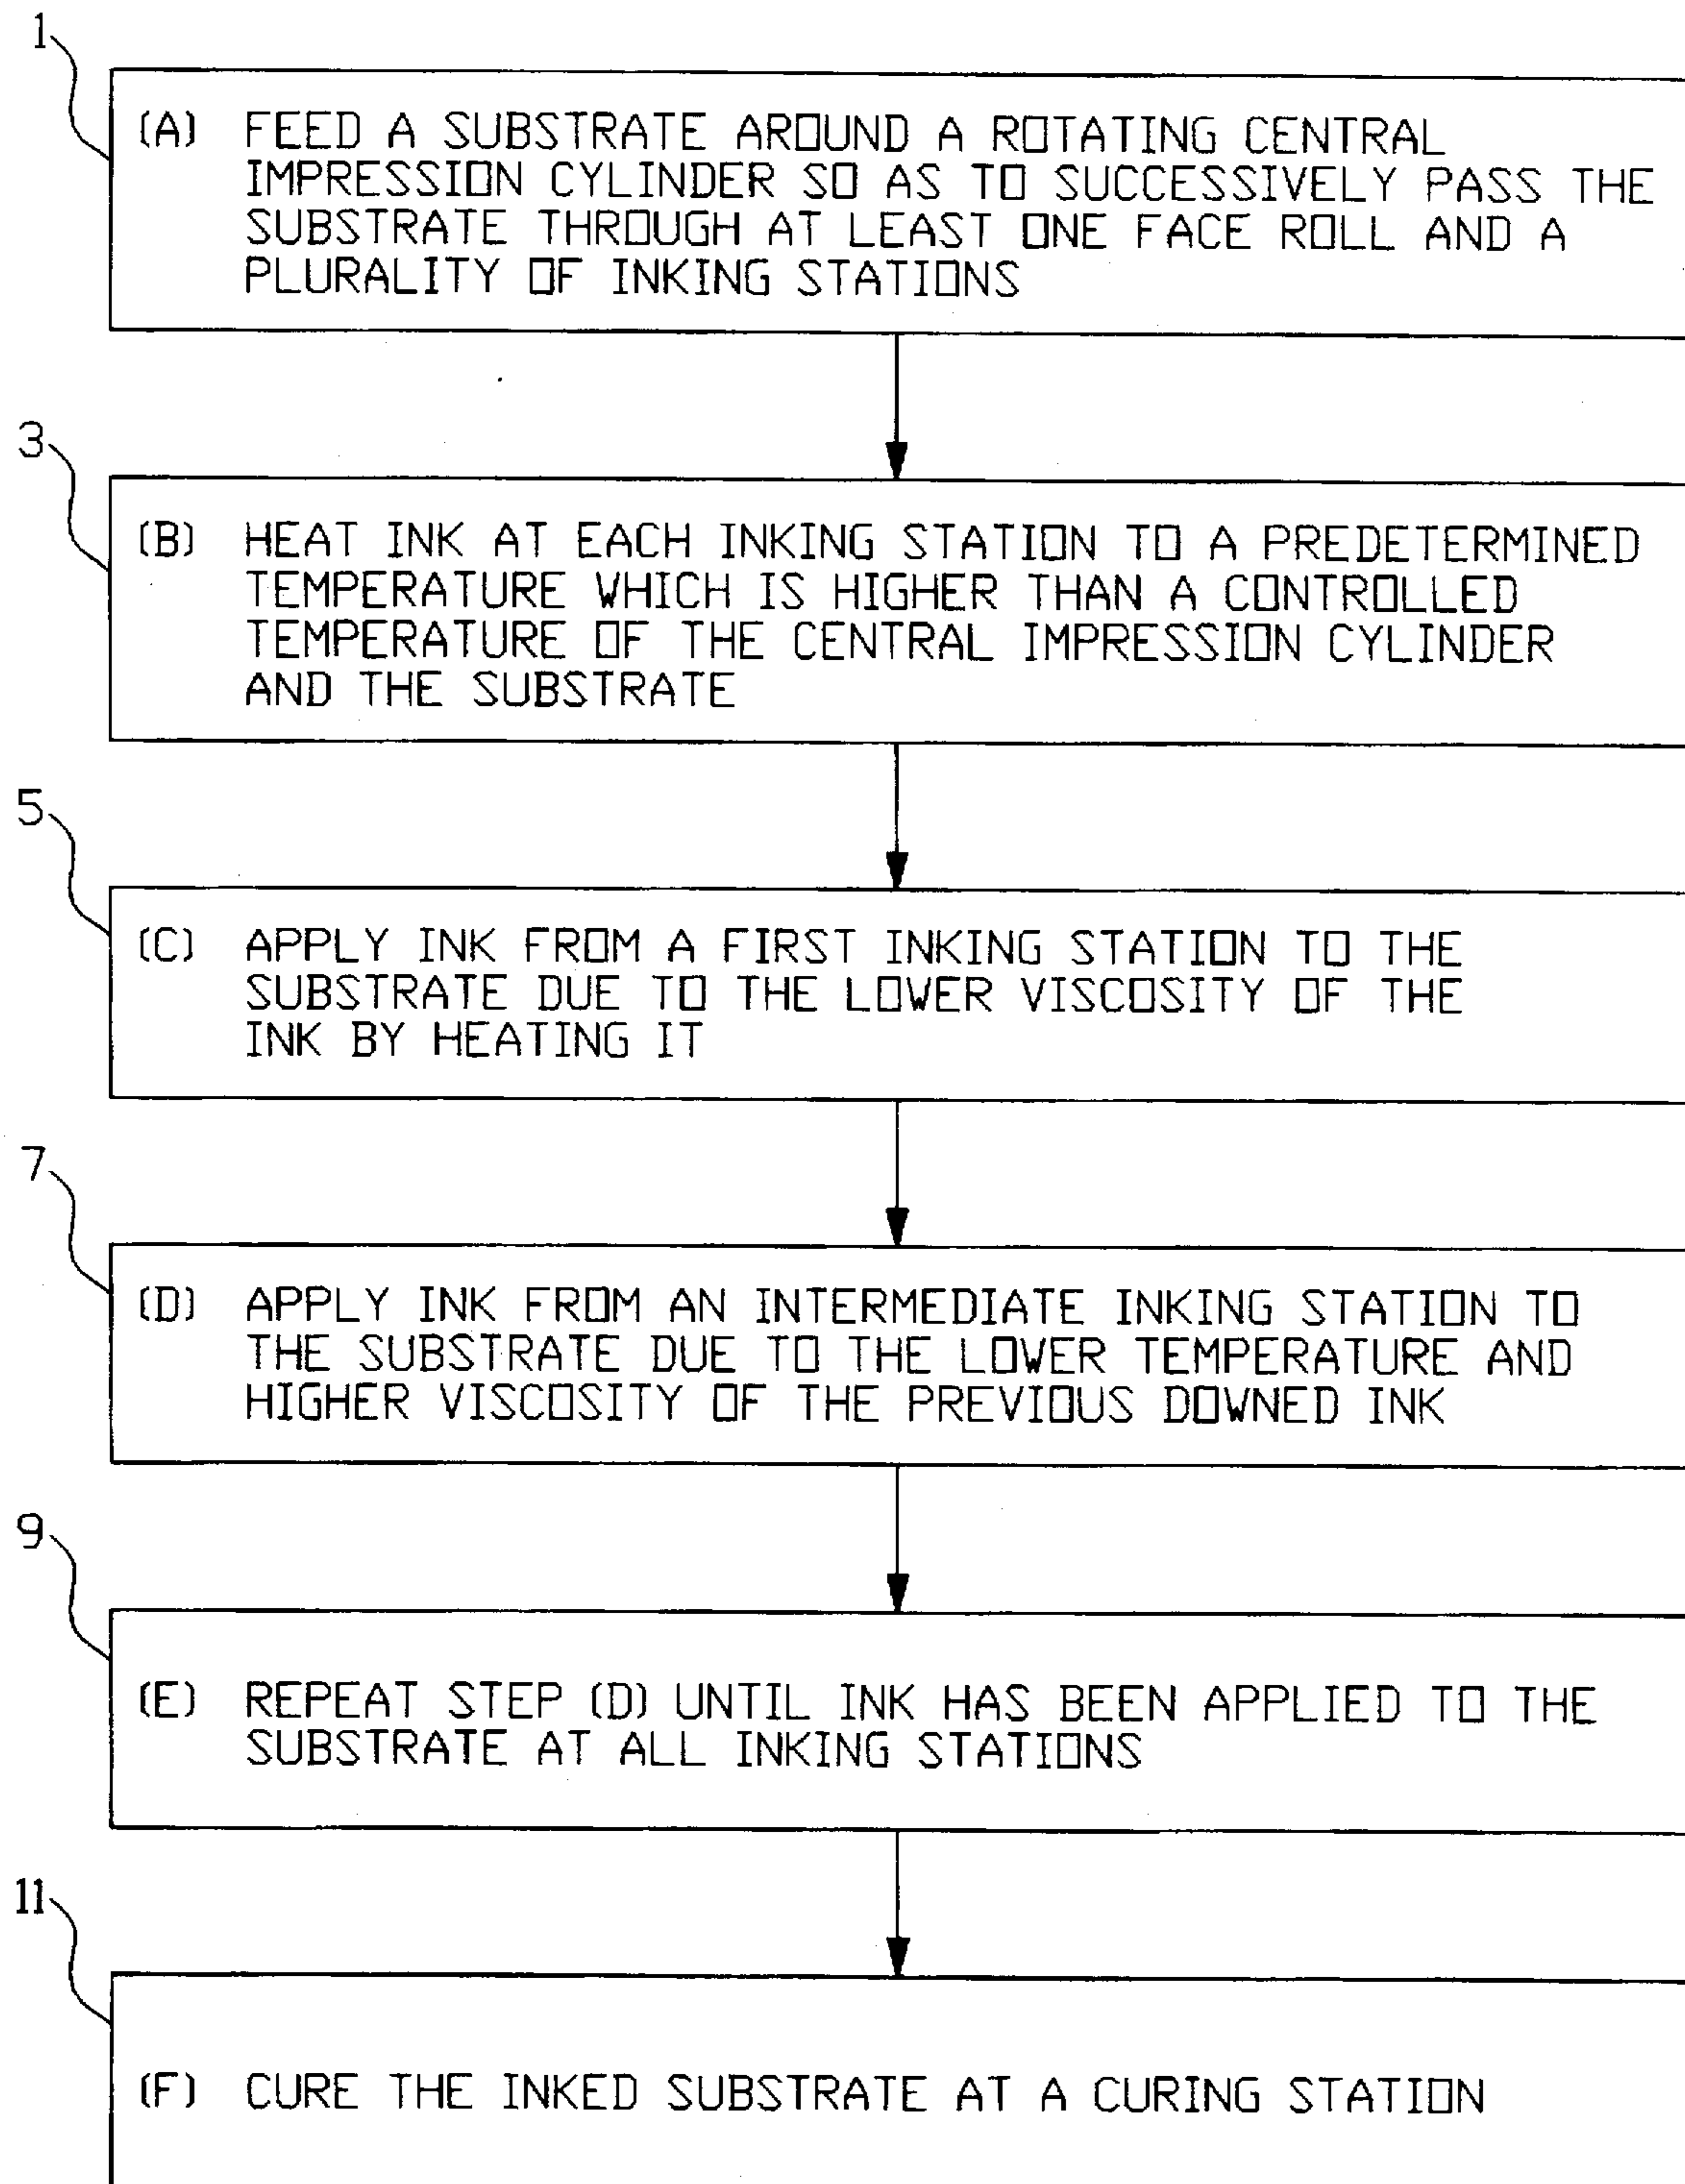 1
(A) FEED A SUBSTRATE AROUND A ROTATING CENTRAL
IMPRESSION CYLINDER SO AS TO SUCCESSIVELY PASS THE
SUBSTRATE THROUGH AT LEAST ONE FACE ROLL AND A
PLURALITY OF INKING STATIONS
3
(B) HEAT INK AT EACH INKING STATION TO A PREDETERMINED
TEMPERATURE WHICH IS HIGHER THAN A CONTROLLED
TEMPERATURE OF THE CENTRAL IMPRESSION CYLINDER
AND THE SUBSTRATE
5
(C) APPLY INK FROM A FIRST INKING STATION TO THE
SUBSTRATE DUE TO THE LOWER VISCOSITY OF THE
INK BY HEATING IT
7
(D) APPLY INK FROM AN INTERMEDIATE INKING STATION TO
THE SUBSTRATE DUE TO THE LOWER TEMPERATURE AND
HIGHER VISCOSITY OF THE PREVIOUS DOWNED INK
9
(E) REPEAT STEP (D) UNTIL INK HAS BEEN APPLIED TO THE
SUBSTRATE AT ALL INKING STATIONS
11
(F) CURE THE INKED SUBSTRATE AT A CURING STATION